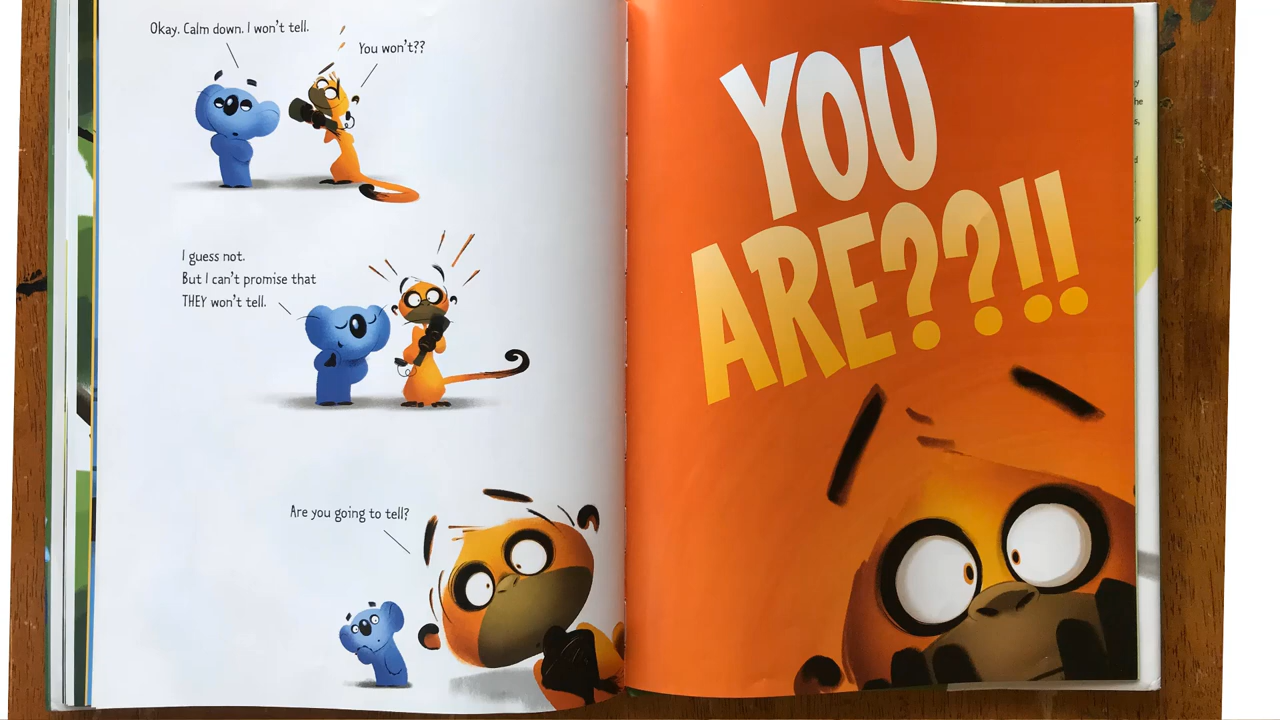 Okay. Calm down. I won't tell.
You won't??
I guess not.
But I can't promise that
THEY won't tell.
Are you going to tell?
YOU
ARE??!!